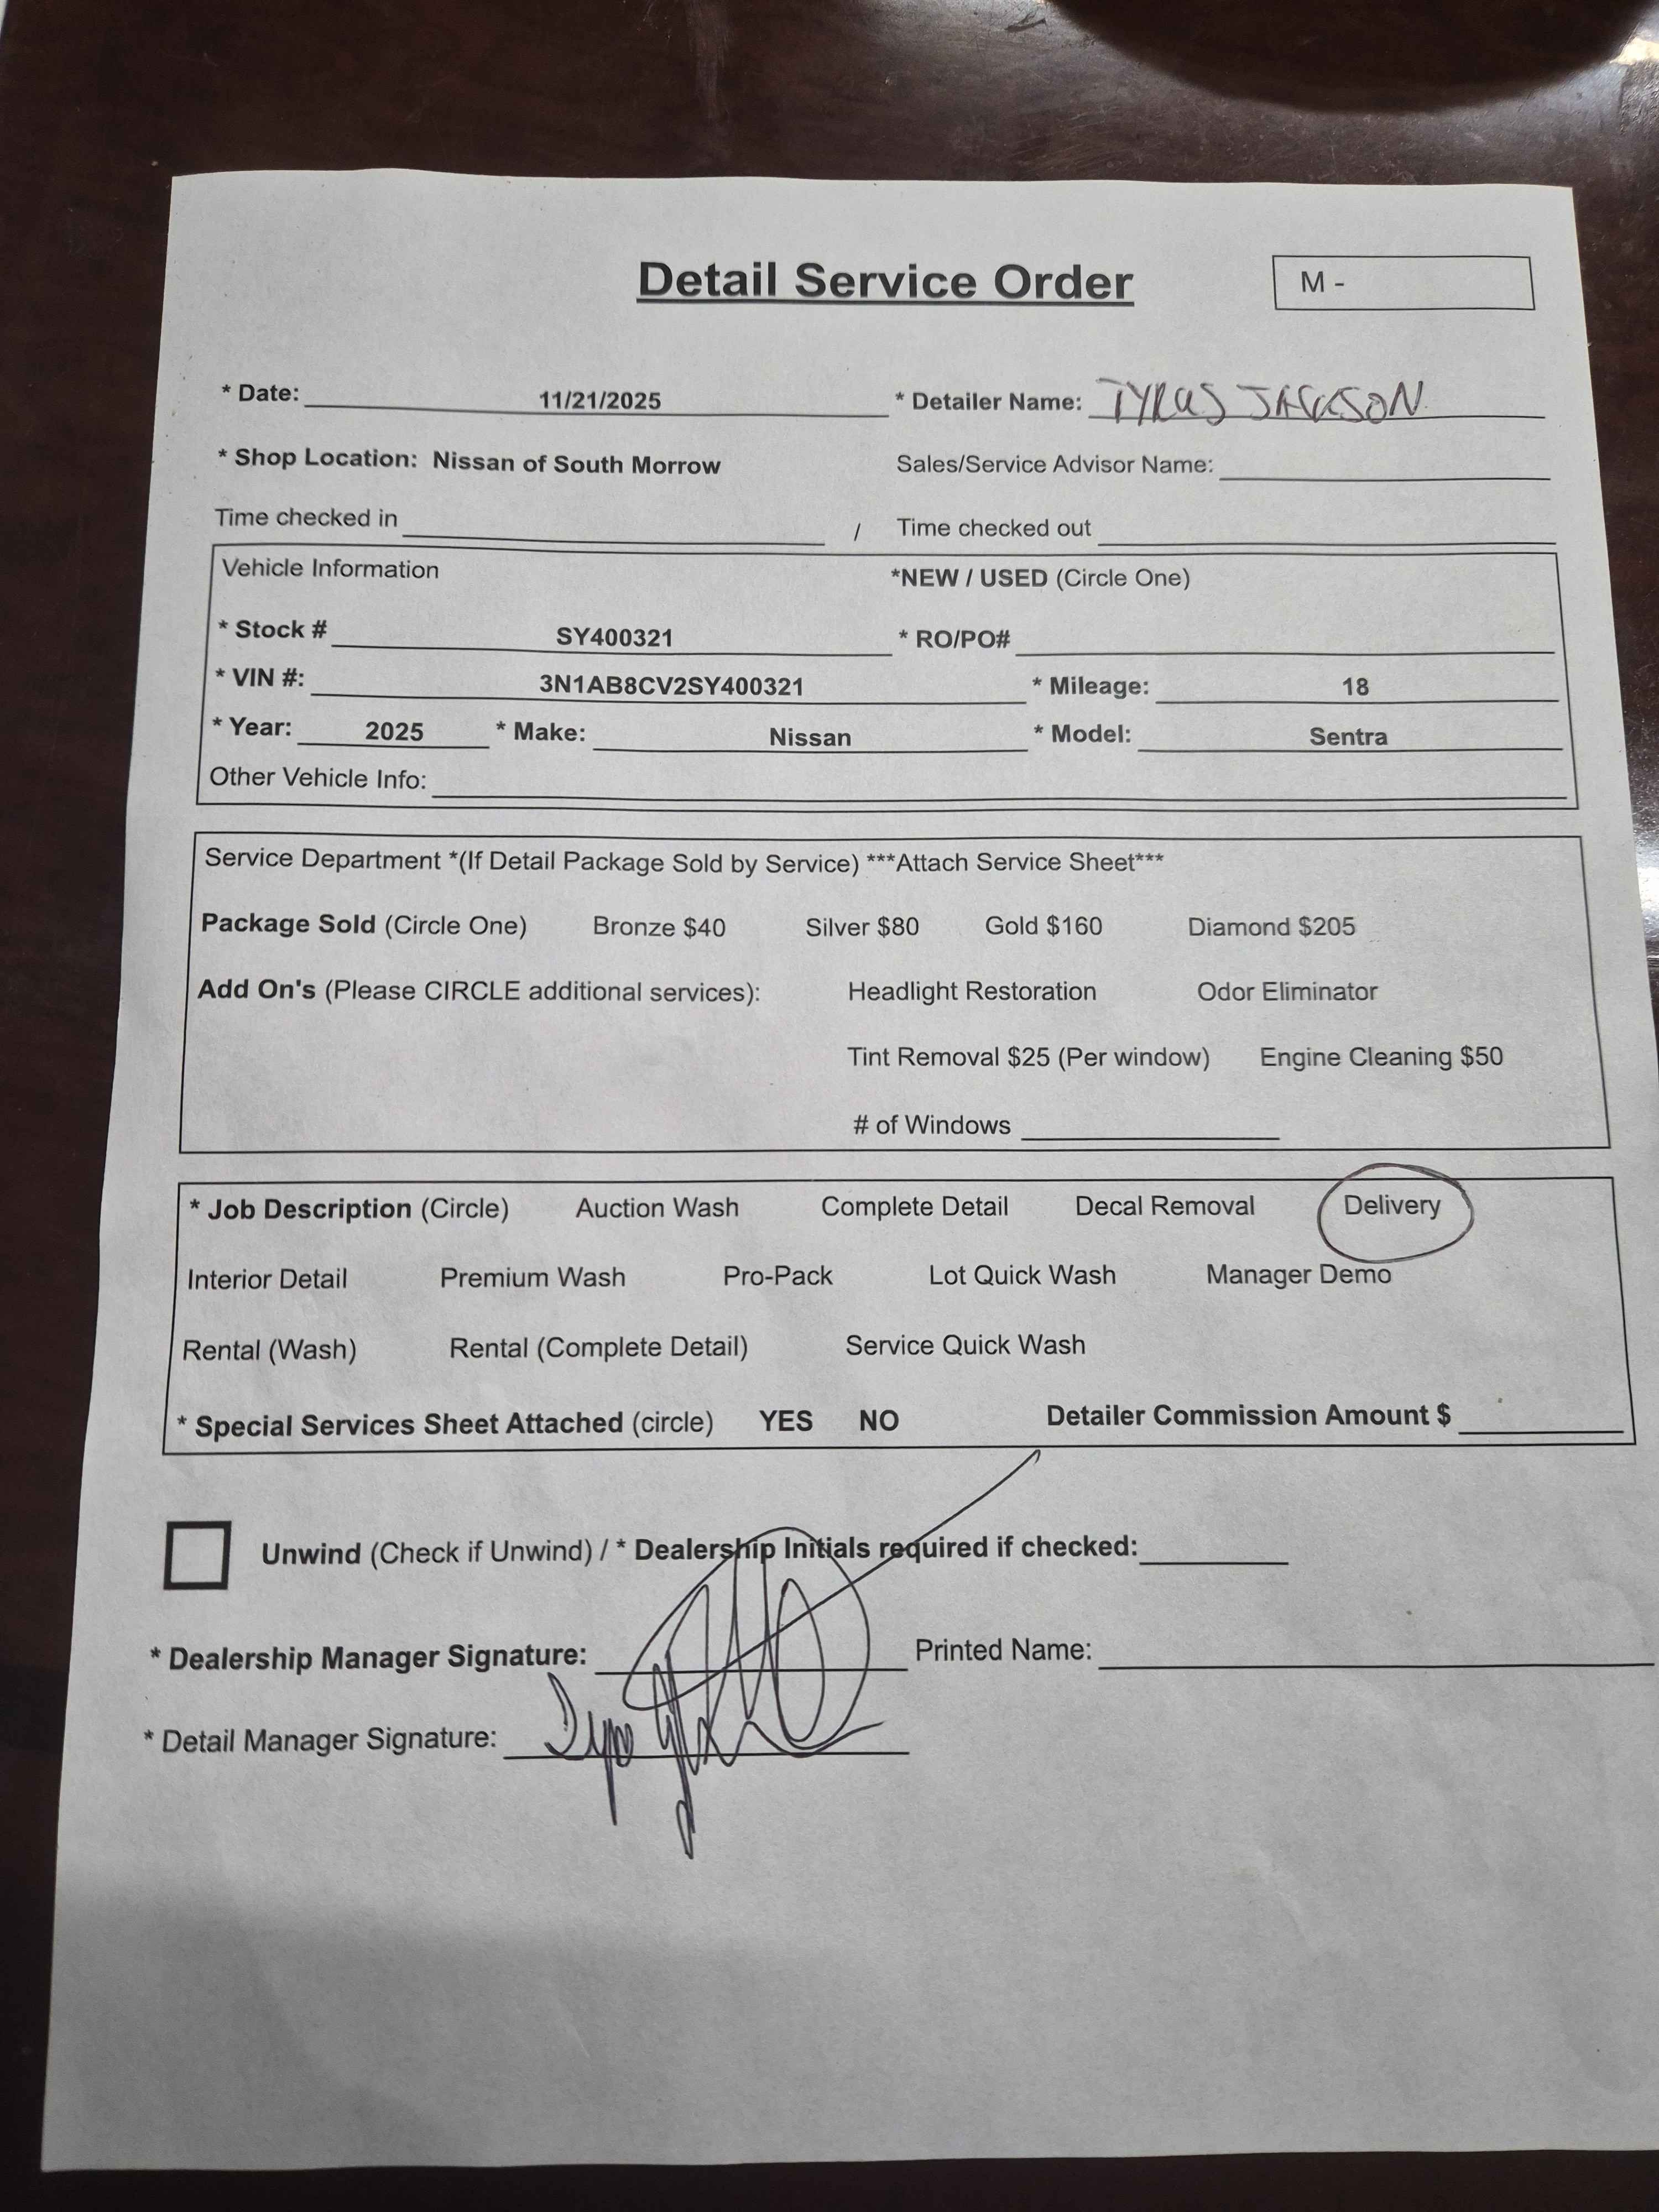 Detail Service Order
M -
* Date: 11/21/2025 * Detailer Name: TYRUS JACKSON
* Shop Location: Nissan of South Morrow Sales/Service Advisor Name:
Time checked in / Time checked out
Vehicle Information *NEW / USED (Circle One)
* Stock # SY400321 * RO/PO#
* VIN #: 3N1AB8CV2SY400321 * Mileage: 18
* Year: 2025 * Make: Nissan * Model: Sentra
Other Vehicle Info:
Service Department *(If Detail Package Sold by Service) ***Attach Service Sheet***
Package Sold (Circle One) Bronze $40 Silver $80 Gold $160 Diamond $205
Add On's (Please CIRCLE additional services): Headlight Restoration Odor Eliminator
Tint Removal $25 (Per window) Engine Cleaning $50
# of Windows
* Job Description (Circle) Auction Wash Complete Detail Decal Removal Delivery
Interior Detail Premium Wash Pro-Pack Lot Quick Wash Manager Demo
Rental (Wash) Rental (Complete Detail) Service Quick Wash
* Special Services Sheet Attached (circle) YES NO Detailer Commission Amount $
Unwind (Check if Unwind) / * Dealership Initials required if checked:
* Dealership Manager Signature: Printed Name:
* Detail Manager Signature: